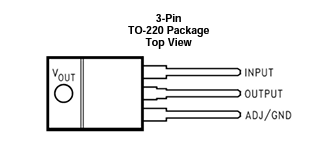 3-Pin
TO-220 Package
Top View
VOUT
INPUT
OUTPUT
ADJ/GND